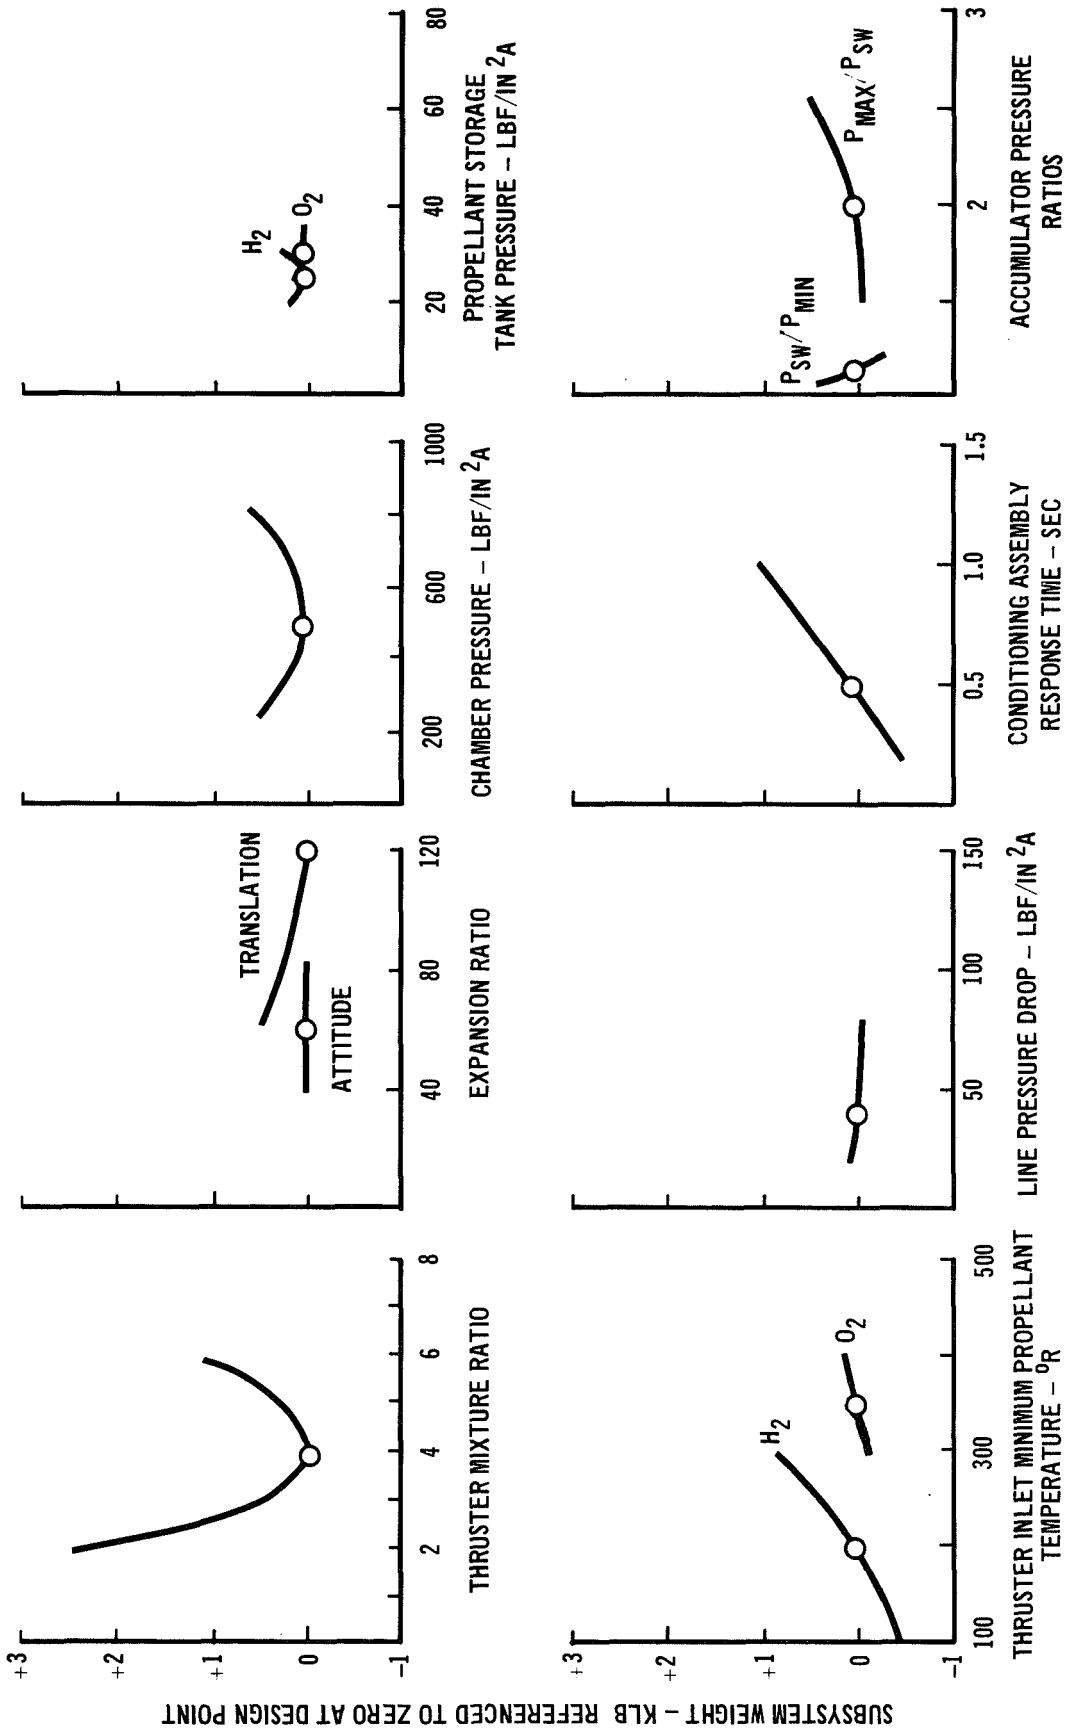 SUBSYSTEM WEIGHT – KLB REFERENCED TO ZERO AT DESIGN POINT
+3
+2
+1
0
-1
2
4
6
8
THRUSTER MIXTURE RATIO
TRANSLATION
ATTITUDE
40
80
120
EXPANSION RATIO
200
600
1000
CHAMBER PRESSURE – LBF/IN²A
H₂
O₂
20
40
60
80
PROPELLANT STORAGE
TANK PRESSURE – LBF/IN²A
+3
+2
+1
0
-1
H₂
O₂
100
300
500
THRUSTER INLET MINIMUM PROPELLANT
TEMPERATURE – ⁰R
50
100
150
LINE PRESSURE DROP – LBF/IN²A
0.5
1.0
1.5
CONDITIONING ASSEMBLY
RESPONSE TIME – SEC
P_SW/P_MIN
P_MAX/P_SW
2
3
ACCUMULATOR PRESSURE
RATIOS